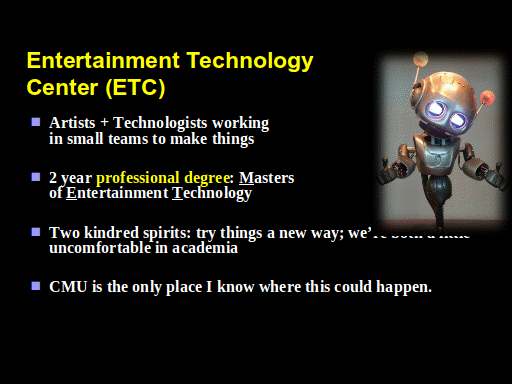 Entertainment Technology
Center (ETC)
Artists + Technologists working
in small teams to make things
2 year professional degree: Masters
of Entertainment Technology
Two kindred spirits: try things a new way; we’re both a little
uncomfortable in academia
CMU is the only place I know where this could happen.